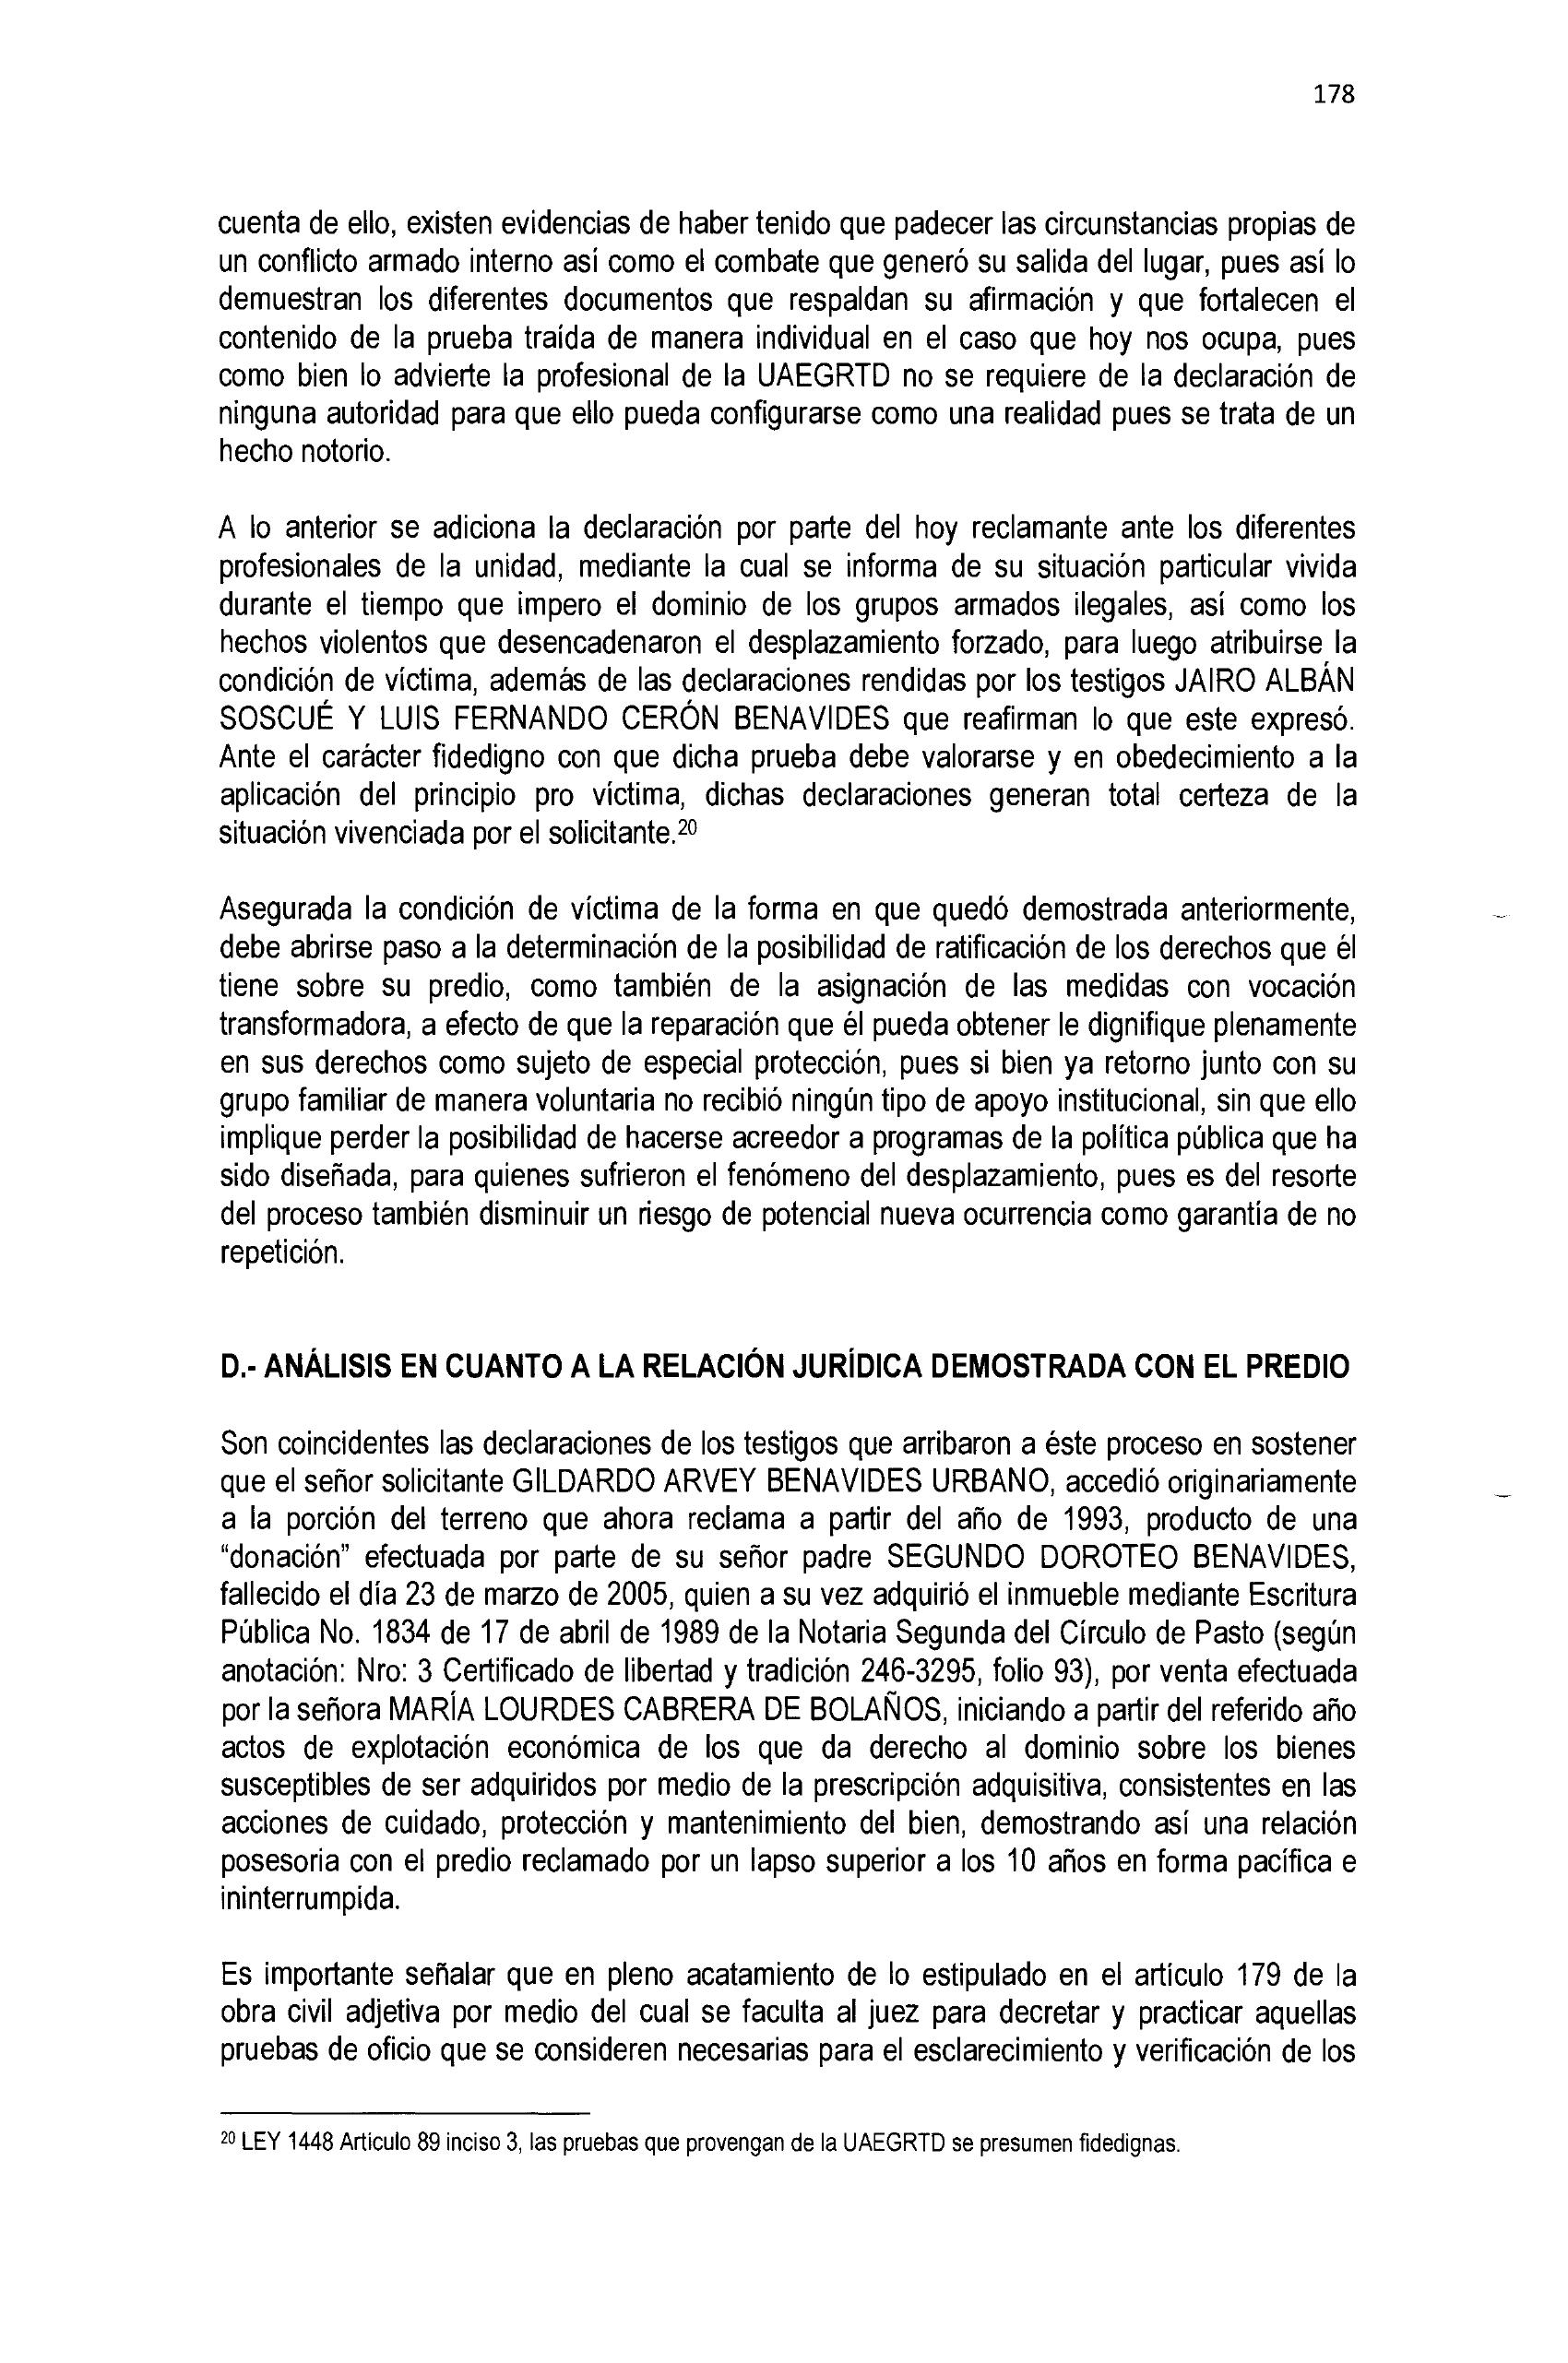 178
cuenta de ello, existen evidencias de haber tenido que padecer las circunstancias propias de
un conflicto armado interno así como el combate que generó su salida del lugar, pues así lo
demuestran los diferentes documentos que respaldan su afirmación y que fortalecen el
contenido de la prueba traída de manera individual en el caso que hoy nos ocupa, pues
como bien lo advierte la profesional de la UAEGRTD no se requiere de la declaración de
ninguna autoridad para que ello pueda configurarse como una realidad pues se trata de un
hecho notorio.
A lo anterior se adiciona la declaración por parte del hoy reclamante ante los diferentes
profesionales de la unidad, mediante la cual se informa de su situación particular vivida
durante el tiempo que impero el dominio de los grupos armados ilegales, así como los
hechos violentos que desencadenaron el desplazamiento forzado, para luego atribuirse la
condición de víctima, además de las declaraciones rendidas por los testigos JAIRO ALBÁN
SOSCUÉ Y LUIS FERNANDO CERÓN BENAVIDES que reafirman lo que este expresó.
Ante el carácter fidedigno con que dicha prueba debe valorarse y en obedecimiento a la
aplicación del principio pro víctima, dichas declaraciones generan total certeza de la
situación vivenciada por el solicitante.20
Asegurada la condición de víctima de la forma en que quedó demostrada anteriormente,
debe abrirse paso a la determinación de la posibilidad de ratificación de los derechos que él
tiene sobre su predio, como también de la asignación de las medidas con vocación
transformadora, a efecto de que la reparación que él pueda obtener le dignifique plenamente
en sus derechos como sujeto de especial protección, pues si bien ya retorno junto con su
grupo familiar de manera voluntaria no recibió ningún tipo de apoyo institucional, sin que ello
implique perder la posibilidad de hacerse acreedor a programas de la política pública que ha
sido diseñada, para quienes sufrieron el fenómeno del desplazamiento, pues es del resorte
del proceso también disminuir un riesgo de potencial nueva ocurrencia como garantía de no
repetición.
D.- ANÁLISIS EN CUANTO A LA RELACIÓN JURÍDICA DEMOSTRADA CON EL PREDIO
Son coincidentes las declaraciones de los testigos que arribaron a éste proceso en sostener
que el señor solicitante GILDARDO ARVEY BENAVIDES URBANO, accedió originariamente
a la porción del terreno que ahora reclama a partir del año de 1993, producto de una
“donación” efectuada por parte de su señor padre SEGUNDO DOROTEO BENAVIDES,
fallecido el día 23 de marzo de 2005, quien a su vez adquirió el inmueble mediante Escritura
Pública No. 1834 de 17 de abril de 1989 de la Notaria Segunda del Círculo de Pasto (según
anotación: Nro: 3 Certificado de libertad y tradición 246-3295, folio 93), por venta efectuada
por la señora MARÍA LOURDES CABRERA DE BOLAÑOS, iniciando a partir del referido año
actos de explotación económica de los que da derecho al dominio sobre los bienes
susceptibles de ser adquiridos por medio de la prescripción adquisitiva, consistentes en las
acciones de cuidado, protección y mantenimiento del bien, demostrando así una relación
posesoria con el predio reclamado por un lapso superior a los 10 años en forma pacífica e
ininterrumpida.
Es importante señalar que en pleno acatamiento de lo estipulado en el artículo 179 de la
obra civil adjetiva por medio del cual se faculta al juez para decretar y practicar aquellas
pruebas de oficio que se consideren necesarias para el esclarecimiento y verificación de los
20 LEY 1448 Articulo 89 inciso 3, las pruebas que provengan de la UAEGRTD se presumen fidedignas.